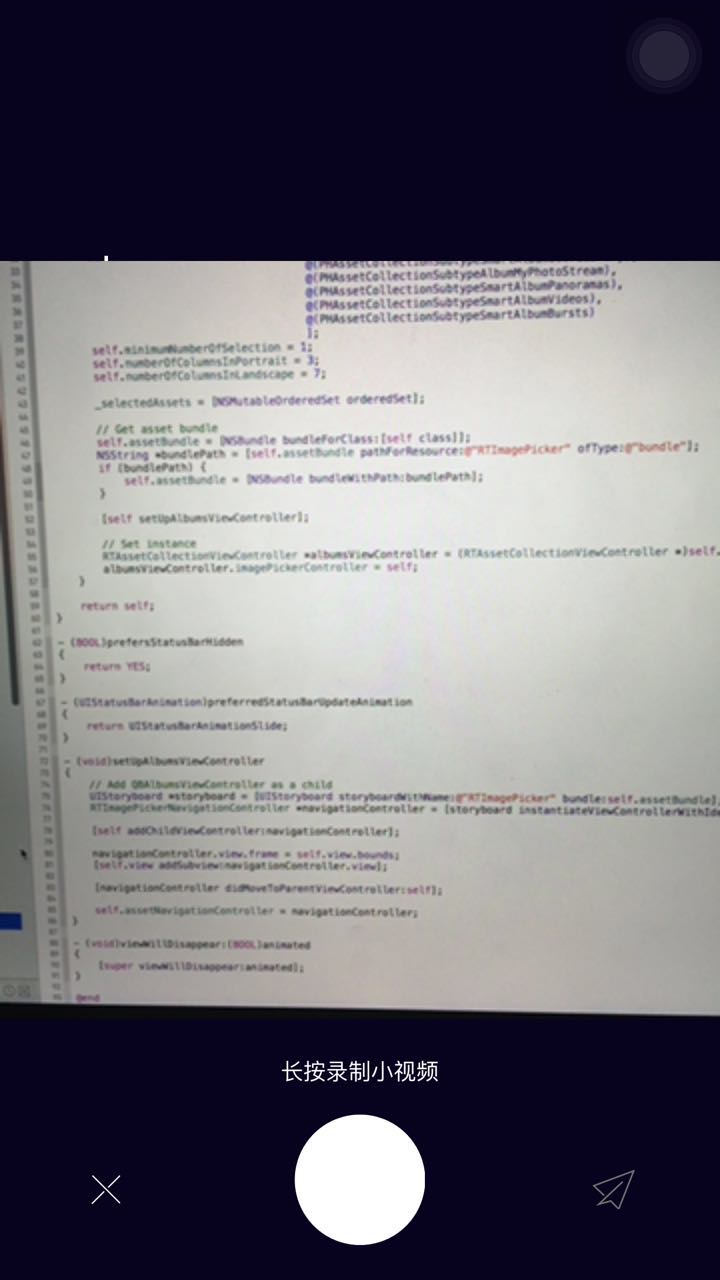 @(PHAssetCollectionSubtypeAlbumMyPhotoStream),
@(PHAssetCollectionSubtypeSmartAlbumPanoramas),
@(PHAssetCollectionSubtypeSmartAlbumVideos),
@(PHAssetCollectionSubtypeSmartAlbumBursts)
];
self.minimumNumberOfSelection = 1;
self.numberOfColumnsInPortrait = 3;
self.numberOfColumnsInLandscape = 7;
_selectedAssets = [NSMutableOrderedSet orderedSet];
// Get asset bundle
self.assetBundle = [NSBundle bundleForClass:[self class]];
NSString *bundlePath = [self.assetBundle pathForResource:@"RTImagePicker" ofType:@"bundle"];
if (bundlePath) {
self.assetBundle = [NSBundle bundleWithPath:bundlePath];
}
[self setUpAlbumsViewController];
// Set instance
RTAssetCollectionViewController *albumsViewController = (RTAssetCollectionViewController *)self.
albumsViewController.imagePickerController = self;
}
return self;
}
- (BOOL)prefersStatusBarHidden
{
return YES;
}
- (UIStatusBarAnimation)preferredStatusBarUpdateAnimation
{
return UIStatusBarAnimationSlide;
}
- (void)setUpAlbumsViewController
{
// Add QBAlbumsViewController as a child
UIStoryboard *storyboard = [UIStoryboard storyboardWithName:@"RTImagePicker" bundle:self.assetBundle];
RTImagePickerNavigationController *navigationController = [storyboard instantiateViewControllerWithIde
[self addChildViewController:navigationController];
navigationController.view.frame = self.view.bounds;
[self.view addSubview:navigationController.view];
[navigationController didMoveToParentViewController:self];
self.assetNavigationController = navigationController;
}
- (void)viewWillDisappear:(BOOL)animated
{
[super viewWillDisappear:animated];
}
@end
长按录制小视频